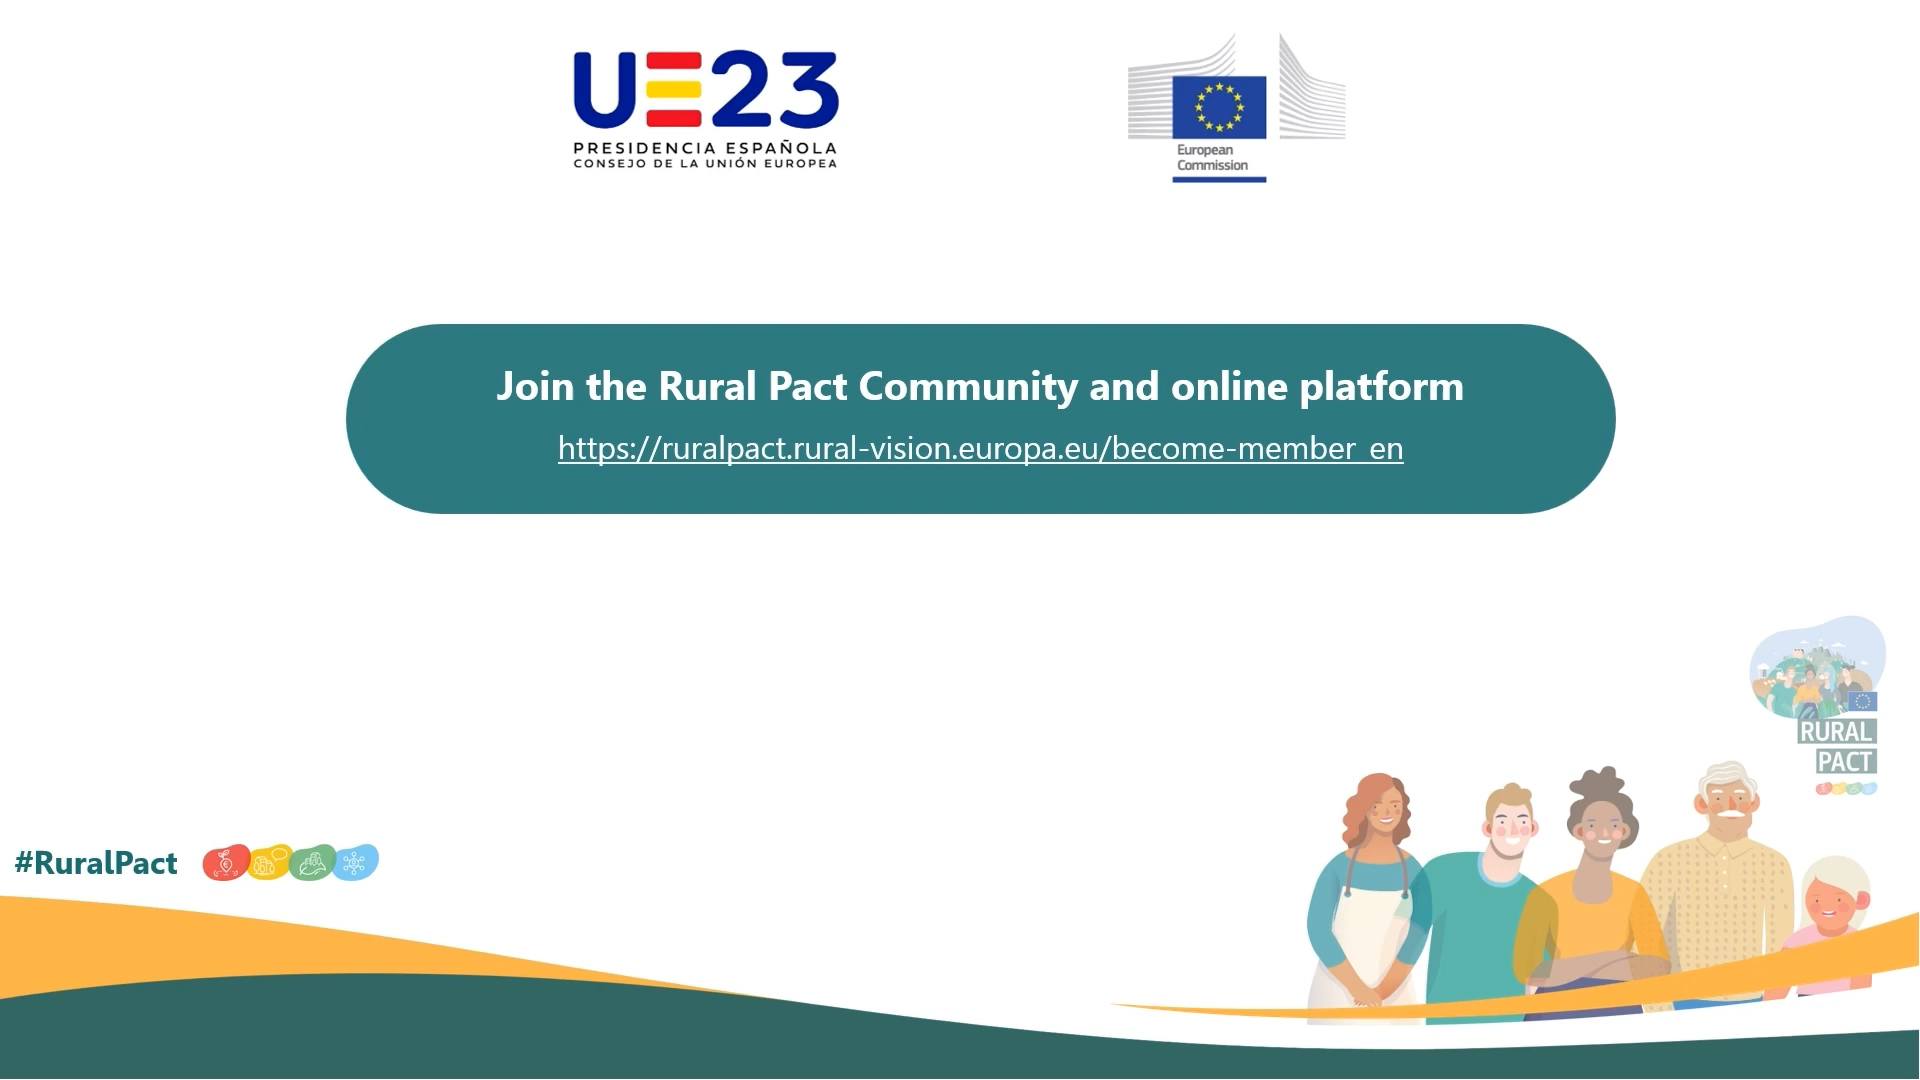 UE23
PRESIDENCIA ESPAÑOLA
CONSEJO DE LA UNIÓN EUROPEA
European
Commission
Join the Rural Pact Community and online platform
https://ruralpact.rural-vision.europa.eu/become-member_en
RURAL
PACT
#RuralPact